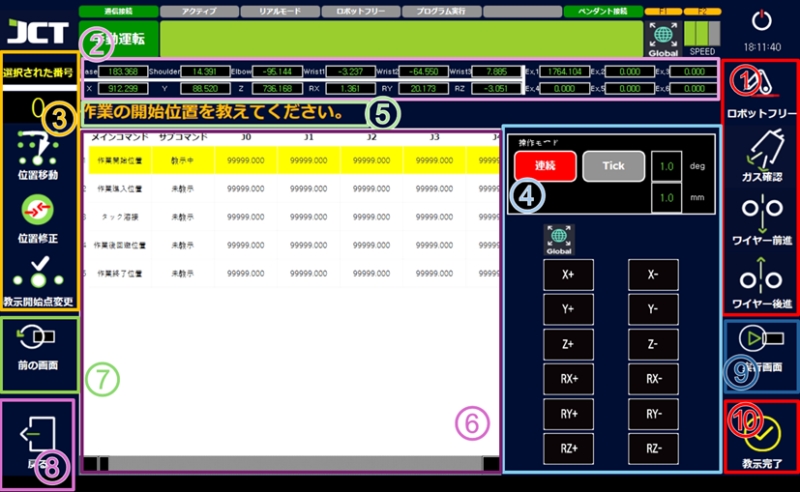 通信接続 アクティブ リアルモード ロボットフリー プログラム実行 ペンダント接続 F1 F2
JCT ② 動運転 Global SPEED 18:11:40
選択された番号 ase 183.368 Shoulder 14.391 Elbow -95.144 Wrist1 -3.237 Wrist2 -64.550 Wrist3 7.885 Ex,1 1764.104 Ex,2 0.000 Ex,3 0.000
X 912.299 Y 88.520 Z 736.168 RX 1.361 RY 20.173 RZ -3.051 Ex,4 0.000 Ex,5 0.000 Ex,6 0.000
① ロボットフリー
0 ③ 作業の開始位置を教えてください。 ⑤
メインコマンド サブコマンド J0 J1 J2 J3 J4
作業開始位置 教示中 99999.000 99999.000 99999.000 99999.000
作業進入位置 未教示 99999.000 99999.000 99999.000 99999.000
タック溶接 未教示 99999.000 99999.000 99999.000 99999.000
作業後回避位置 未教示 99999.000 99999.000 99999.000 99999.000
作業終了位置 未教示 99999.000 99999.000 99999.000 99999.000
位置移動
位置修正
教示開始点変更
前の画面
⑦
⑥
⑧ 戻る
操作モード
連続 Tick 1.0 deg
④ 1.0 mm
Global
X+ X-
Y+ Y-
Z+ Z-
RX+ RX-
RY+ RY-
RZ+ RZ-
ガス確認
ワイヤー前進
ワイヤー後進
⑨ 行画面
⑩
教示完了